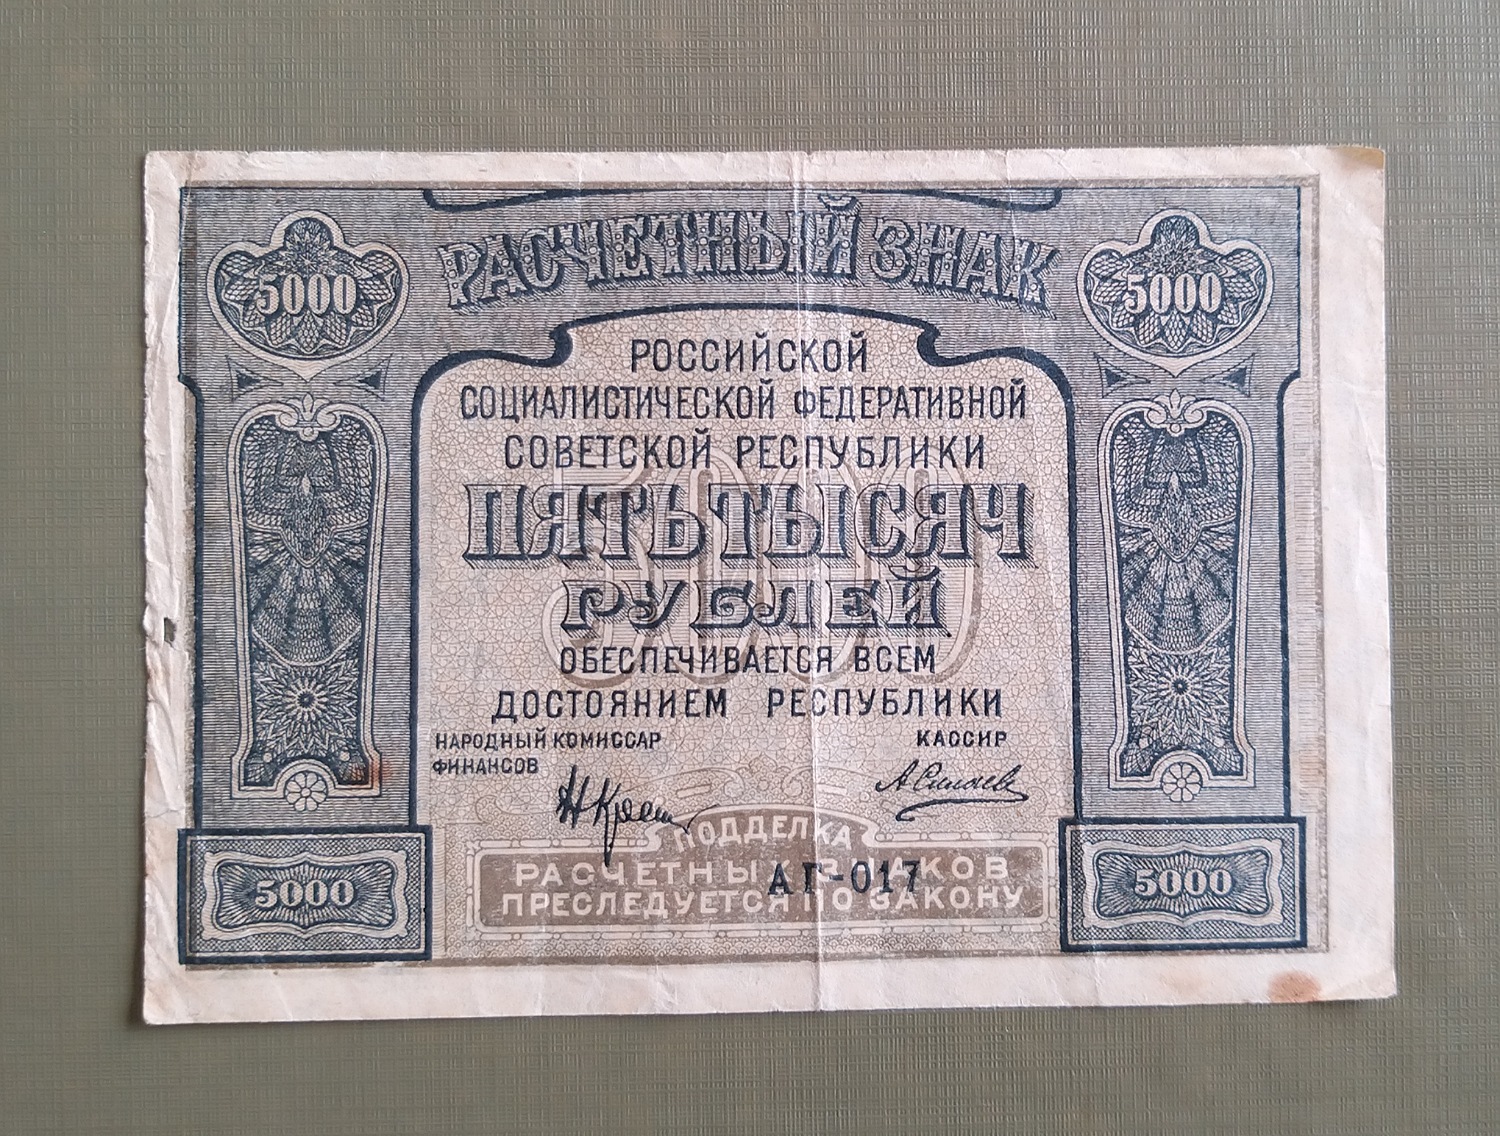 РАСЧЕТНЫЙ ЗНАК
5000 5000
РОССИЙСКОЙ
СОЦИАЛИСТИЧЕСКОЙ ФЕДЕРАТИВНОЙ
СОВЕТСКОЙ РЕСПУБЛИКИ
5000
ПЯТЬ ТЫСЯЧ
РУБЛЕЙ
ОБЕСПЕЧИВАЕТСЯ ВСЕМ
ДОСТОЯНИЕМ РЕСПУБЛИКИ
НАРОДНЫЙ КОМИССАР
ФИНАНСОВ
КАССИР
ПОДДЕЛКА
РАСЧЕТНЫХ ЗНАКОВ
ПРЕСЛЕДУЕТСЯ ПО ЗАКОНУ
АГ-017
5000 5000